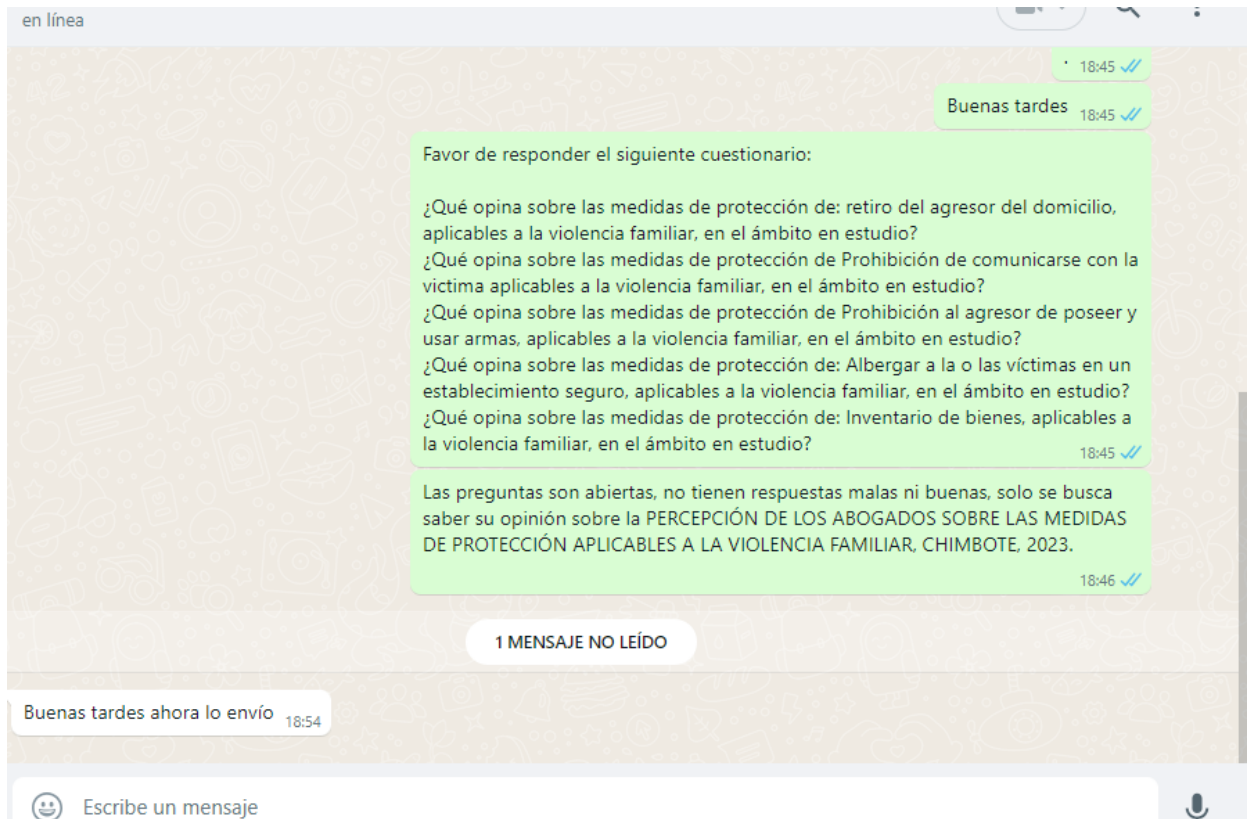 en línea
. 18:45
Buenas tardes 18:45
Favor de responder el siguiente cuestionario:
¿Qué opina sobre las medidas de protección de: retiro del agresor del domicilio,
aplicables a la violencia familiar, en el ámbito en estudio?
¿Qué opina sobre las medidas de protección de Prohibición de comunicarse con la
victima aplicables a la violencia familiar, en el ámbito en estudio?
¿Qué opina sobre las medidas de protección de Prohibición al agresor de poseer y
usar armas, aplicables a la violencia familiar, en el ámbito en estudio?
¿Qué opina sobre las medidas de protección de: Albergar a la o las víctimas en un
establecimiento seguro, aplicables a la violencia familiar, en el ámbito en estudio?
¿Qué opina sobre las medidas de protección de: Inventario de bienes, aplicables a
la violencia familiar, en el ámbito en estudio?
18:45
Las preguntas son abiertas, no tienen respuestas malas ni buenas, solo se busca
saber su opinión sobre la PERCEPCIÓN DE LOS ABOGADOS SOBRE LAS MEDIDAS
DE PROTECCIÓN APLICABLES A LA VIOLENCIA FAMILIAR, CHIMBOTE, 2023.
18:46
1 MENSAJE NO LEÍDO
Buenas tardes ahora lo envío 18:54
Escribe un mensaje